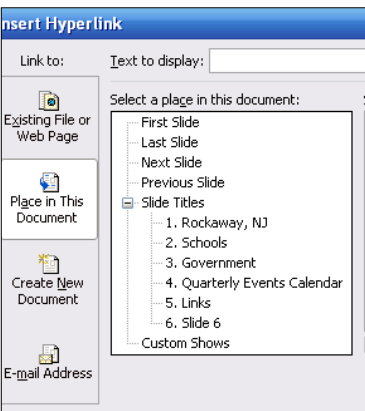 nsert Hyperlink
Link to:
Text to display:
Select a place in this document:
Existing File or
Web Page
Place in This
Document
Create New
Document
E-mail Address
First Slide
Last Slide
Next Slide
Previous Slide
Slide Titles
1. Rockaway, NJ
2. Schools
3. Government
4. Quarterly Events Calendar
5. Links
6. Slide 6
Custom Shows